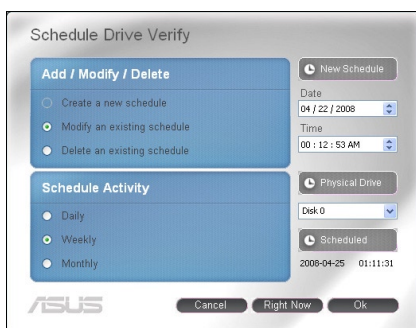 Schedule Drive Verify
Add / Modify / Delete
Create a new schedule
Modify an existing schedule
Delete an existing schedule
Schedule Activity
Daily
Weekly
Monthly
New Schedule
Date
04 / 22 / 2008
Time
00 : 12 : 53 AM
Physical Drive
Disk 0
Scheduled
2008-04-25 01:11:31
ASUS
Cancel
Right Now
Ok